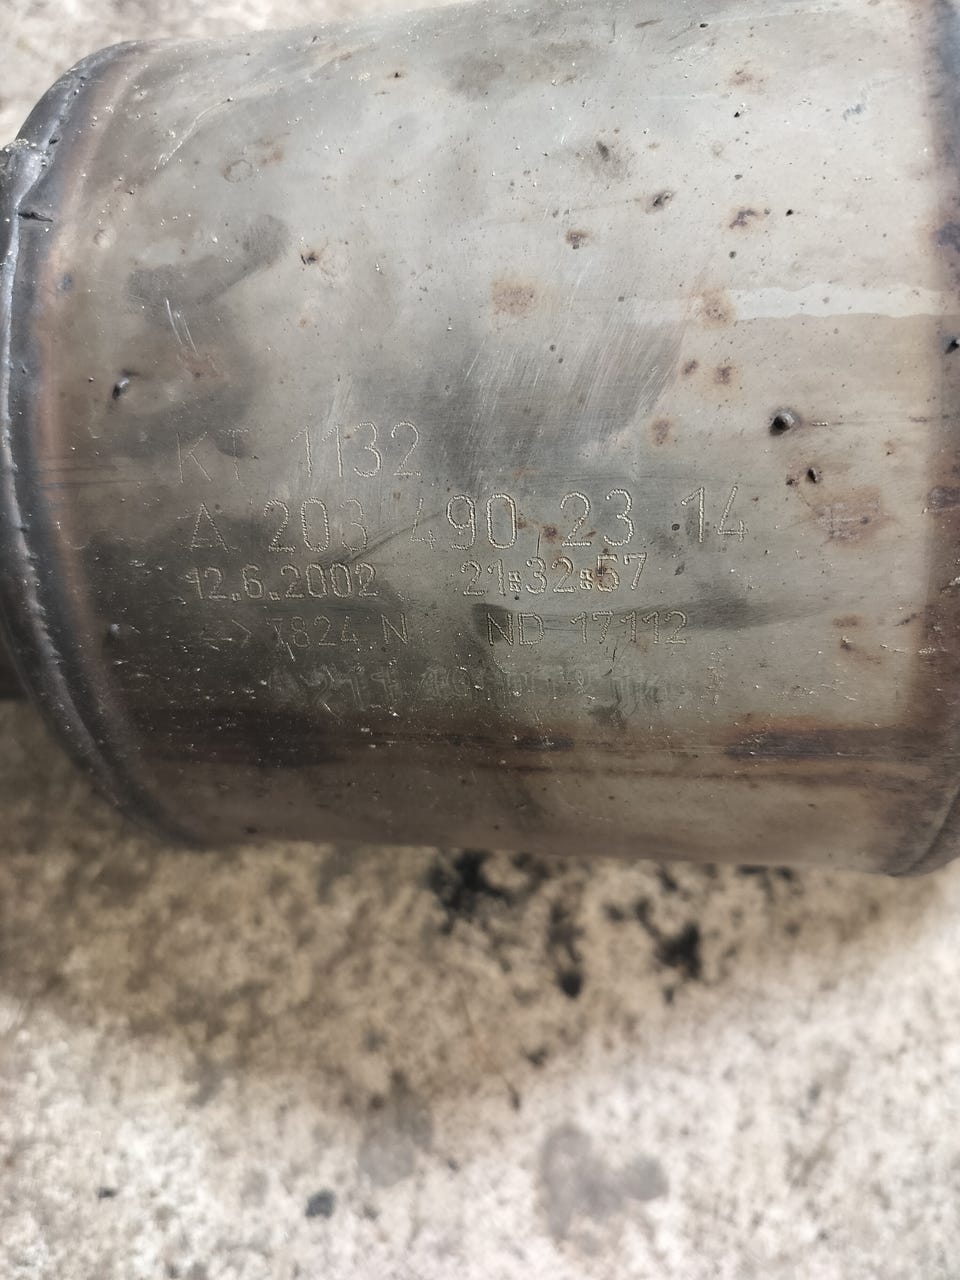 KT 1132
A 203 490 23 14
12.6.2002 21:32:57
7824 N ND 17112